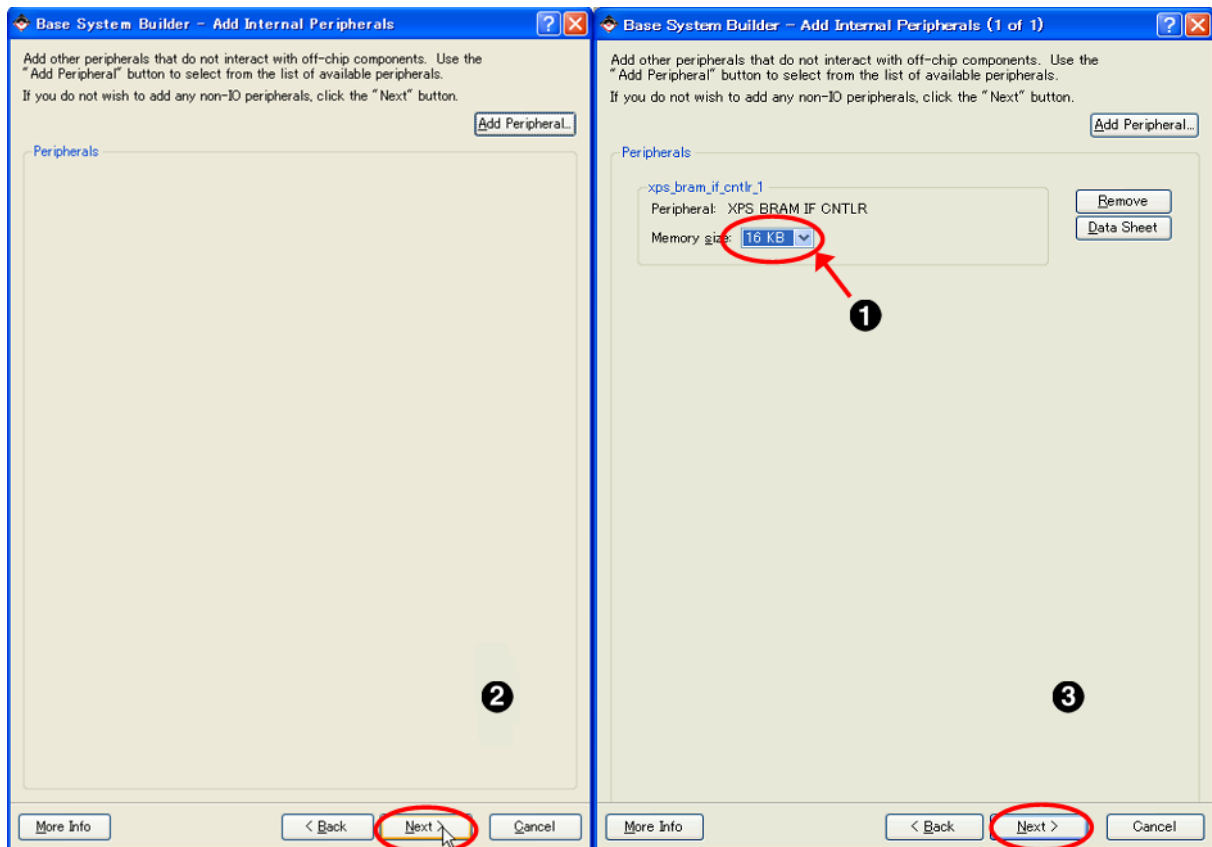 Base System Builder - Add Internal Peripherals
Add other peripherals that do not interact with off-chip components. Use the
"Add Peripheral" button to select from the list of available peripherals.
If you do not wish to add any non-IO peripherals, click the "Next" button.
Add Peripheral...
Peripherals
2
More Info
< Back
Next >
Cancel
Base System Builder - Add Internal Peripherals (1 of 1)
Add other peripherals that do not interact with off-chip components. Use the
"Add Peripheral" button to select from the list of available peripherals.
If you do not wish to add any non-IO peripherals, click the "Next" button.
Add Peripheral...
Peripherals
xps_bram_if_cntlr_1
Peripheral: XPS BRAM IF CNTLR
Remove
Memory size: 16 KB
Data Sheet
1
3
More Info
< Back
Next >
Cancel